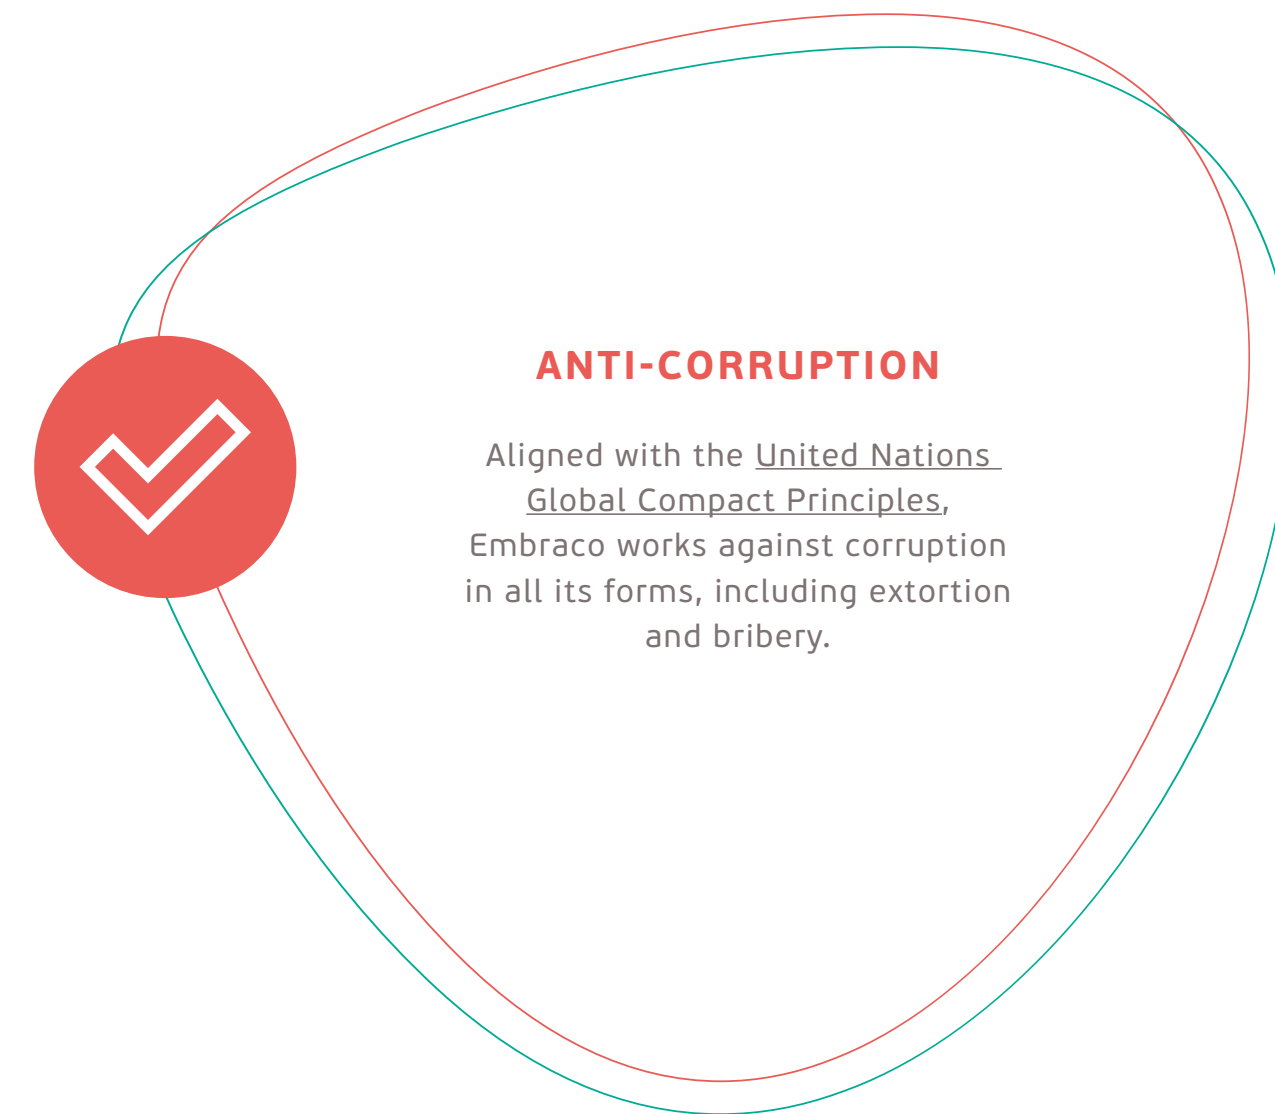 ANTI-CORRUPTION
Aligned with the United Nations
Global Compact Principles,
Embraco works against corruption
in all its forms, including extortion
and bribery.